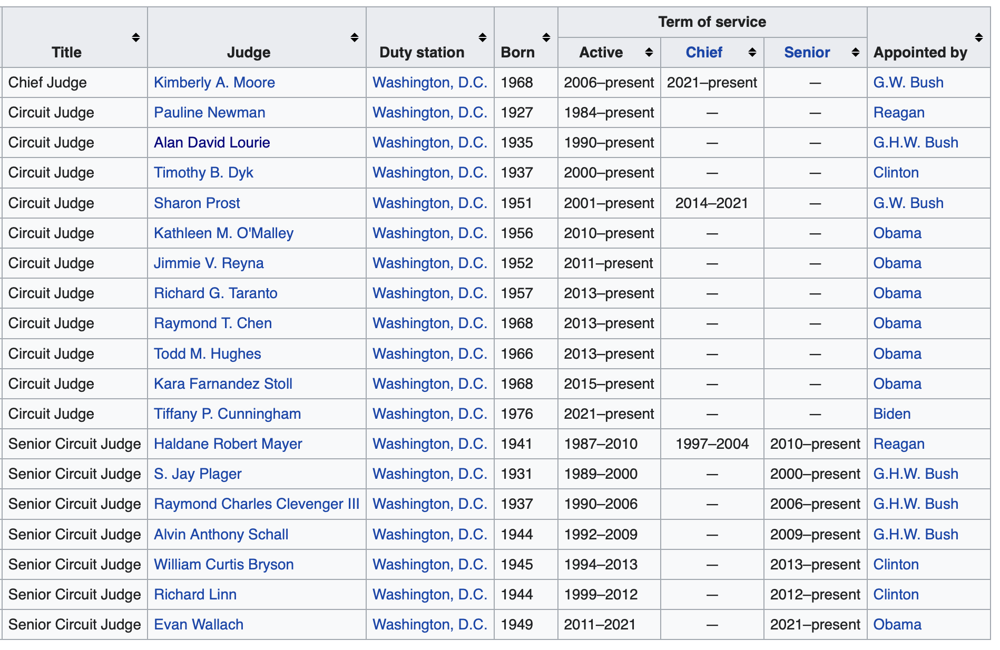 Title Judge Duty station Born Term of service Appointed by
Active Chief Senior
Chief Judge Kimberly A. Moore Washington, D.C. 1968 2006–present 2021–present — G.W. Bush
Circuit Judge Pauline Newman Washington, D.C. 1927 1984–present — — Reagan
Circuit Judge Alan David Lourie Washington, D.C. 1935 1990–present — — G.H.W. Bush
Circuit Judge Timothy B. Dyk Washington, D.C. 1937 2000–present — — Clinton
Circuit Judge Sharon Prost Washington, D.C. 1951 2001–present 2014–2021 — G.W. Bush
Circuit Judge Kathleen M. O'Malley Washington, D.C. 1956 2010–present — — Obama
Circuit Judge Jimmie V. Reyna Washington, D.C. 1952 2011–present — — Obama
Circuit Judge Richard G. Taranto Washington, D.C. 1957 2013–present — — Obama
Circuit Judge Raymond T. Chen Washington, D.C. 1968 2013–present — — Obama
Circuit Judge Todd M. Hughes Washington, D.C. 1966 2013–present — — Obama
Circuit Judge Kara Farnandez Stoll Washington, D.C. 1968 2015–present — — Obama
Circuit Judge Tiffany P. Cunningham Washington, D.C. 1976 2021–present — — Biden
Senior Circuit Judge Haldane Robert Mayer Washington, D.C. 1941 1987–2010 1997–2004 2010–present Reagan
Senior Circuit Judge S. Jay Plager Washington, D.C. 1931 1989–2000 — 2000–present G.H.W. Bush
Senior Circuit Judge Raymond Charles Clevenger III Washington, D.C. 1937 1990–2006 — 2006–present G.H.W. Bush
Senior Circuit Judge Alvin Anthony Schall Washington, D.C. 1944 1992–2009 — 2009–present G.H.W. Bush
Senior Circuit Judge William Curtis Bryson Washington, D.C. 1945 1994–2013 — 2013–present Clinton
Senior Circuit Judge Richard Linn Washington, D.C. 1944 1999–2012 — 2012–present Clinton
Senior Circuit Judge Evan Wallach Washington, D.C. 1949 2011–2021 — 2021–present Obama